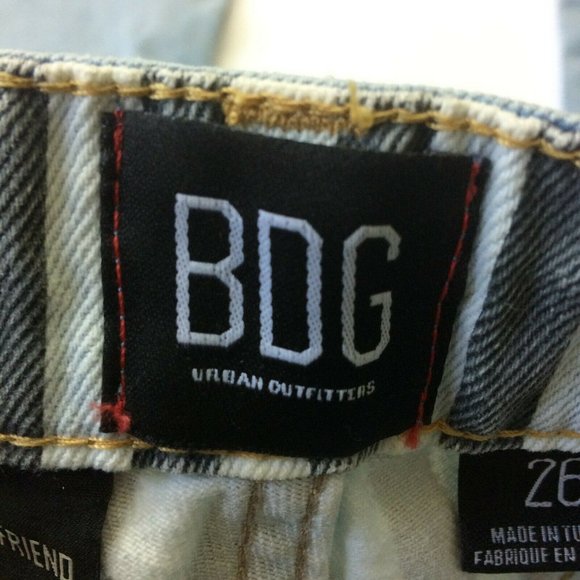 BDG
URBAN OUTFITTERS
26
MADE IN TU
FABRIQUE EN
FRIEND